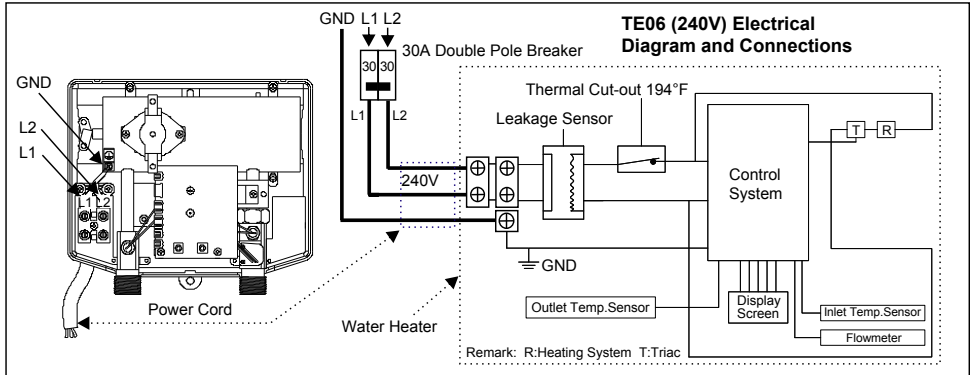 GND L1 L2
TE06 (240V) Electrical
Diagram and Connections
30A Double Pole Breaker
30 30
GND
L2
L1
L1 L2
Power Cord
L1
L2
240V
Thermal Cut-out 194°F
Leakage Sensor
T
R
Control
System
GND
Outlet Temp.Sensor
Display
Screen
Inlet Temp.Sensor
Flowmeter
Water Heater
Remark: R:Heating System T:Triac